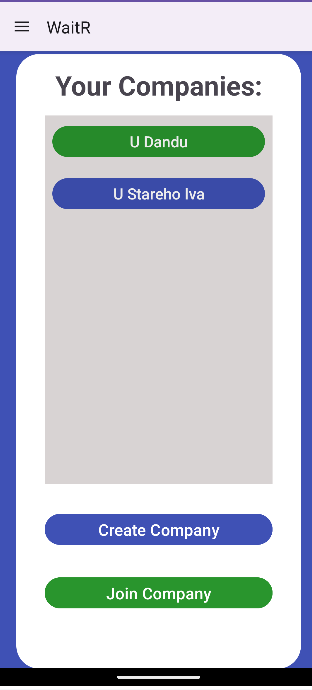 WaitR
Your Companies:
U Dandu
U Stareho Iva
Create Company
Join Company